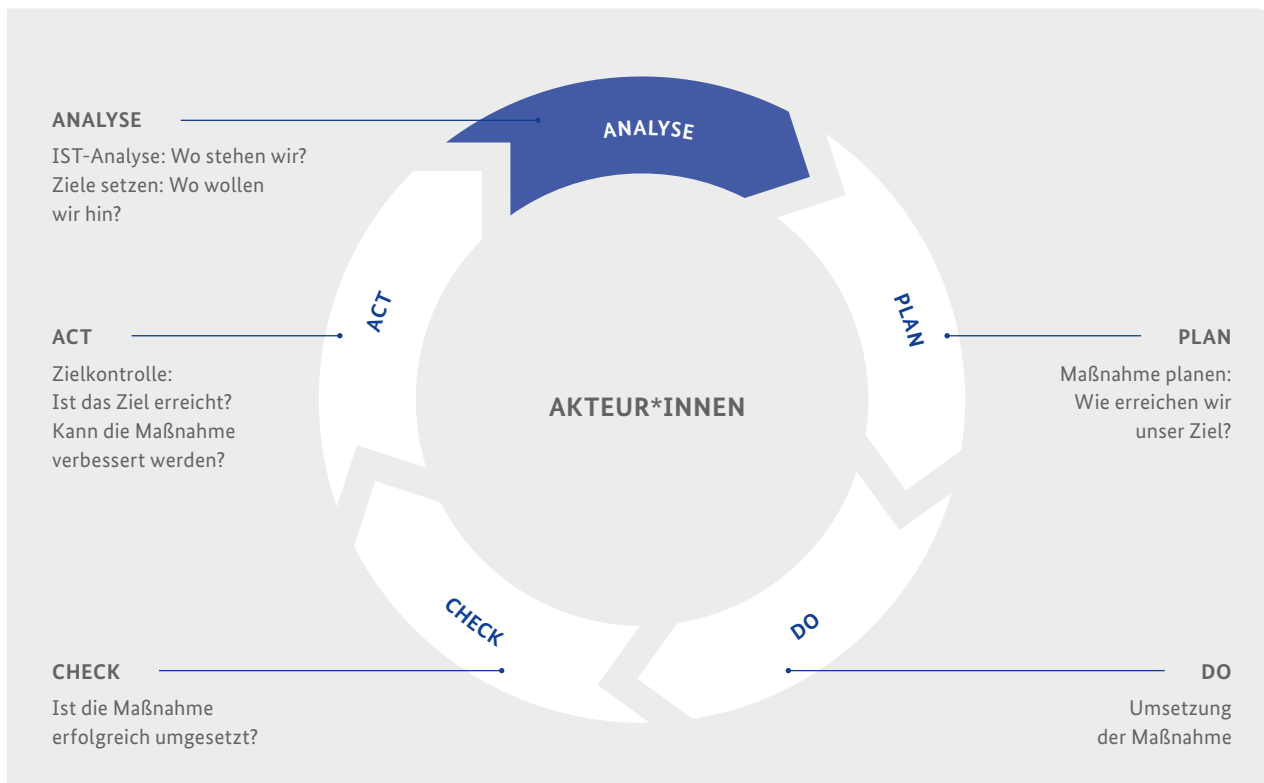 ANALYSE
IST-Analyse: Wo stehen wir?
Ziele setzen: Wo wollen
wir hin?
ANALYSE
ACT
Zielkontrolle:
Ist das Ziel erreicht?
Kann die Maßnahme
verbessert werden?
ACT
AKTEUR*INNEN
PLAN
PLAN
Maßnahme planen:
Wie erreichen wir
unser Ziel?
CHECK
CHECK
Ist die Maßnahme
erfolgreich umgesetzt?
DO
DO
Umsetzung
der Maßnahme